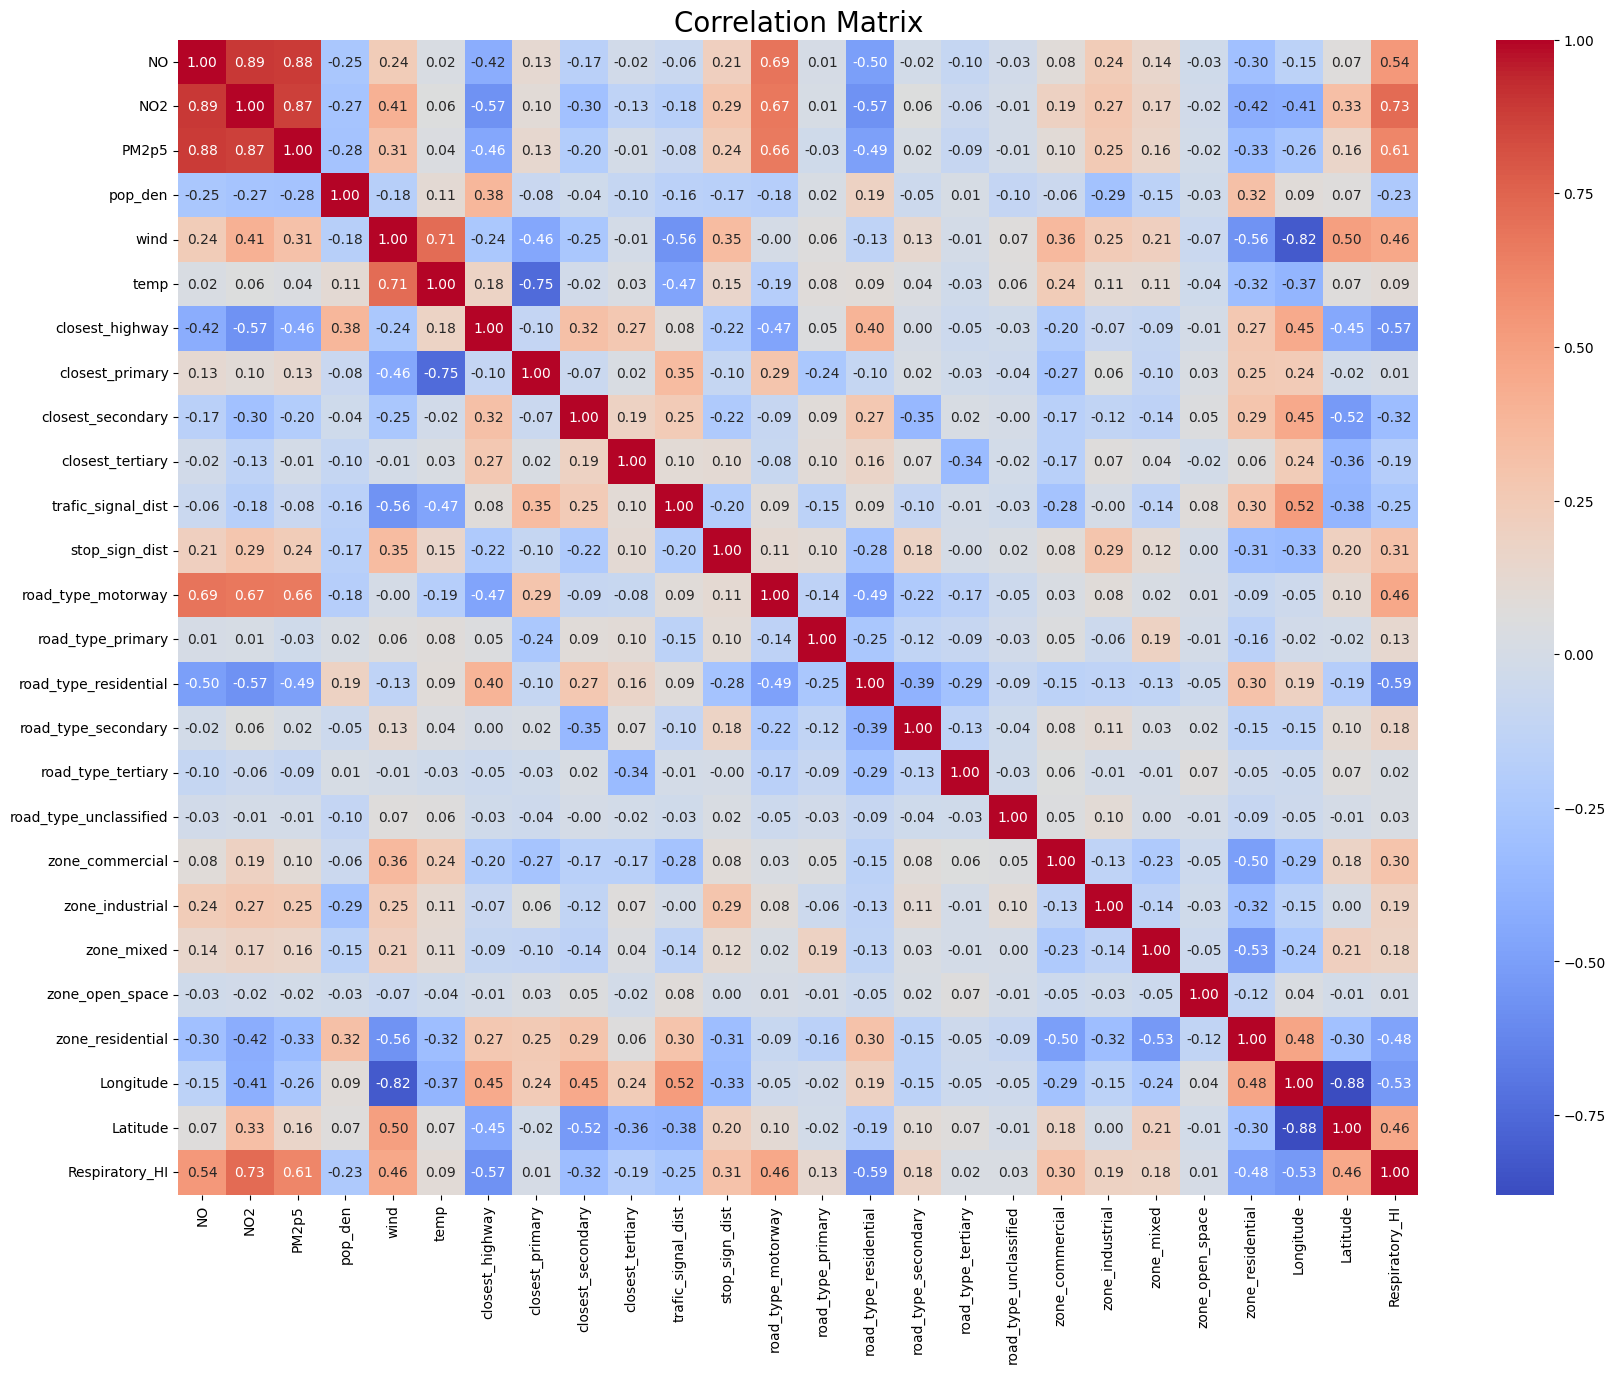 Correlation Matrix
NO 1.00 0.89 0.88 -0.25 0.24 0.02 -0.42 0.13 -0.17 -0.02 -0.06 0.21 0.69 0.01 -0.50 -0.02 -0.10 -0.03 0.08 0.24 0.14 -0.03 -0.30 -0.15 0.07 0.54
NO2 0.89 1.00 0.87 -0.27 0.41 0.06 -0.57 0.10 -0.30 -0.13 -0.18 0.29 0.67 0.01 -0.57 0.06 -0.06 -0.01 0.19 0.27 0.17 -0.02 -0.42 -0.41 0.33 0.73
PM2p5 0.88 0.87 1.00 -0.28 0.31 0.04 -0.46 0.13 -0.20 -0.01 -0.08 0.24 0.66 -0.03 -0.49 0.02 -0.09 -0.01 0.10 0.25 0.16 -0.02 -0.33 -0.26 0.16 0.61
pop_den -0.25 -0.27 -0.28 1.00 -0.18 0.11 0.38 -0.08 -0.04 -0.10 -0.16 -0.17 -0.18 0.02 0.19 -0.05 0.01 -0.10 -0.06 -0.29 -0.15 -0.03 0.32 0.09 0.07 -0.23
wind 0.24 0.41 0.31 -0.18 1.00 0.71 -0.24 -0.46 -0.25 -0.01 -0.56 0.35 -0.00 0.06 -0.13 0.13 -0.01 0.07 0.36 0.25 0.21 -0.07 -0.56 -0.82 0.50 0.46
temp 0.02 0.06 0.04 0.11 0.71 1.00 0.18 -0.75 -0.02 0.03 -0.47 0.15 -0.19 0.08 0.09 0.04 -0.03 0.06 0.24 0.11 0.11 -0.04 -0.32 -0.37 0.07 0.09
closest_highway -0.42 -0.57 -0.46 0.38 -0.24 0.18 1.00 -0.10 0.32 0.27 0.08 -0.22 -0.47 0.05 0.40 0.00 -0.05 -0.03 -0.20 -0.07 -0.09 -0.01 0.27 0.45 -0.45 -0.57
closest_primary 0.13 0.10 0.13 -0.08 -0.46 -0.75 -0.10 1.00 -0.07 0.02 0.35 -0.10 0.29 -0.24 -0.10 0.02 -0.03 -0.04 -0.27 0.06 -0.10 0.03 0.25 0.24 -0.02 0.01
closest_secondary -0.17 -0.30 -0.20 -0.04 -0.25 -0.02 0.32 -0.07 1.00 0.19 0.25 -0.22 -0.09 0.09 0.27 -0.35 0.02 -0.00 -0.17 -0.12 -0.14 0.05 0.29 0.45 -0.52 -0.32
closest_tertiary -0.02 -0.13 -0.01 -0.10 -0.01 0.03 0.27 0.02 0.19 1.00 0.10 0.10 -0.08 0.10 0.16 0.07 -0.34 -0.02 -0.17 0.07 0.04 -0.02 0.06 0.24 -0.36 -0.19
trafic_signal_dist -0.06 -0.18 -0.08 -0.16 -0.56 -0.47 0.08 0.35 0.25 0.10 1.00 -0.20 0.09 -0.15 0.09 -0.10 -0.01 -0.03 -0.28 -0.00 -0.14 0.08 0.30 0.52 -0.38 -0.25
stop_sign_dist 0.21 0.29 0.24 -0.17 0.35 0.15 -0.22 -0.10 -0.22 0.10 -0.20 1.00 0.11 0.10 -0.28 0.18 -0.00 0.02 0.08 0.29 0.12 0.00 -0.31 -0.33 0.20 0.31
road_type_motorway 0.69 0.67 0.66 -0.18 -0.00 -0.19 -0.47 0.29 -0.09 -0.08 0.09 0.11 1.00 -0.14 -0.49 -0.22 -0.17 -0.05 0.03 0.08 0.02 0.01 -0.09 -0.05 0.10 0.46
road_type_primary 0.01 0.01 -0.03 0.02 0.06 0.08 0.05 -0.24 0.09 0.10 -0.15 0.10 -0.14 1.00 -0.25 -0.12 -0.09 -0.03 0.05 -0.06 0.19 -0.01 -0.16 -0.02 -0.02 0.13
road_type_residential -0.50 -0.57 -0.49 0.19 -0.13 0.09 0.40 -0.10 0.27 0.16 0.09 -0.28 -0.49 -0.25 1.00 -0.39 -0.29 -0.09 -0.15 -0.13 -0.13 -0.05 0.30 0.19 -0.19 -0.59
road_type_secondary -0.02 0.06 0.02 -0.05 0.13 0.04 0.00 0.02 -0.35 0.07 -0.10 0.18 -0.22 -0.12 -0.39 1.00 -0.13 -0.04 0.08 0.11 0.03 0.02 -0.15 -0.15 0.10 0.18
road_type_tertiary -0.10 -0.06 -0.09 0.01 -0.01 -0.03 -0.05 -0.03 0.02 -0.34 -0.01 -0.00 -0.17 -0.09 -0.29 -0.13 1.00 -0.03 0.06 -0.01 -0.01 0.07 -0.05 -0.05 0.07 0.02
road_type_unclassified -0.03 -0.01 -0.01 -0.10 0.07 0.06 -0.03 -0.04 -0.00 -0.02 -0.03 0.02 -0.05 -0.03 -0.09 -0.04 -0.03 1.00 0.05 0.10 0.00 -0.01 -0.09 -0.05 -0.01 0.03
zone_commercial 0.08 0.19 0.10 -0.06 0.36 0.24 -0.20 -0.27 -0.17 -0.17 -0.28 0.08 0.03 0.05 -0.15 0.08 0.06 0.05 1.00 -0.13 -0.23 -0.05 -0.50 -0.29 0.18 0.30
zone_industrial 0.24 0.27 0.25 -0.29 0.25 0.11 -0.07 0.06 -0.12 0.07 -0.00 0.29 0.08 -0.06 -0.13 0.11 -0.01 0.10 -0.13 1.00 -0.14 -0.03 -0.32 -0.15 0.00 0.19
zone_mixed 0.14 0.17 0.16 -0.15 0.21 0.11 -0.09 -0.10 -0.14 0.04 -0.14 0.12 0.02 0.19 -0.13 0.03 -0.01 0.00 -0.23 -0.14 1.00 -0.05 -0.53 -0.24 0.21 0.18
zone_open_space -0.03 -0.02 -0.02 -0.03 -0.07 -0.04 -0.01 0.03 0.05 -0.02 0.08 0.00 0.01 -0.01 -0.05 0.02 0.07 -0.01 -0.05 -0.03 -0.05 1.00 -0.12 0.04 -0.01 0.01
zone_residential -0.30 -0.42 -0.33 0.32 -0.56 -0.32 0.27 0.25 0.29 0.06 0.30 -0.31 -0.09 -0.16 0.30 -0.15 -0.05 -0.09 -0.50 -0.32 -0.53 -0.12 1.00 0.48 -0.30 -0.48
Longitude -0.15 -0.41 -0.26 0.09 -0.82 -0.37 0.45 0.24 0.45 0.24 0.52 -0.33 -0.05 -0.02 0.19 -0.15 -0.05 -0.05 -0.29 -0.15 -0.24 0.04 0.48 1.00 -0.88 -0.53
Latitude 0.07 0.33 0.16 0.07 0.50 0.07 -0.45 -0.02 -0.52 -0.36 -0.38 0.20 0.10 -0.02 -0.19 0.10 0.07 -0.01 0.18 0.00 0.21 -0.01 -0.30 -0.88 1.00 0.46
Respiratory_HI 0.54 0.73 0.61 -0.23 0.46 0.09 -0.57 0.01 -0.32 -0.19 -0.25 0.31 0.46 0.13 -0.59 0.18 0.02 0.03 0.30 0.19 0.18 0.01 -0.48 -0.53 0.46 1.00
NO
NO2
PM2p5
pop_den
wind
temp
closest_highway
closest_primary
closest_secondary
closest_tertiary
trafic_signal_dist
stop_sign_dist
road_type_motorway
road_type_primary
road_type_residential
road_type_secondary
road_type_tertiary
road_type_unclassified
zone_commercial
zone_industrial
zone_mixed
zone_open_space
zone_residential
Longitude
Latitude
Respiratory_HI
1.00
0.75
0.50
0.25
0.00
−0.25
−0.50
−0.75